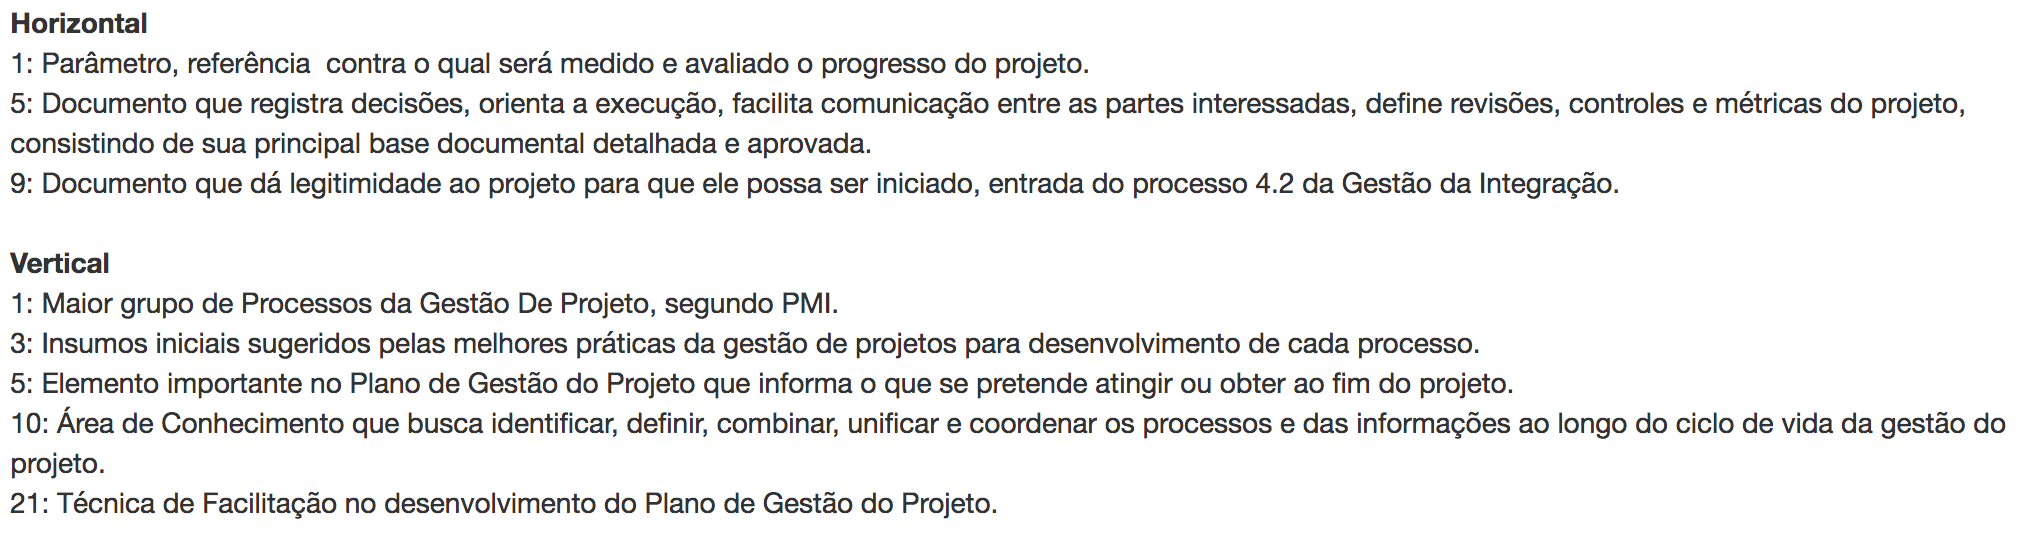 Horizontal
1: Parâmetro, referência  contra o qual será medido e avaliado o progresso do projeto.
5: Documento que registra decisões, orienta a execução, facilita comunicação entre as partes interessadas, define revisões, controles e métricas do projeto,
consistindo de sua principal base documental detalhada e aprovada.
9: Documento que dá legitimidade ao projeto para que ele possa ser iniciado, entrada do processo 4.2 da Gestão da Integração.
Vertical
1: Maior grupo de Processos da Gestão De Projeto, segundo PMI.
3: Insumos iniciais sugeridos pelas melhores práticas da gestão de projetos para desenvolvimento de cada processo.
5: Elemento importante no Plano de Gestão do Projeto que informa o que se pretende atingir ou obter ao fim do projeto.
10: Área de Conhecimento que busca identificar, definir, combinar, unificar e coordenar os processos e das informações ao longo do ciclo de vida da gestão do
projeto.
21: Técnica de Facilitação no desenvolvimento do Plano de Gestão do Projeto.